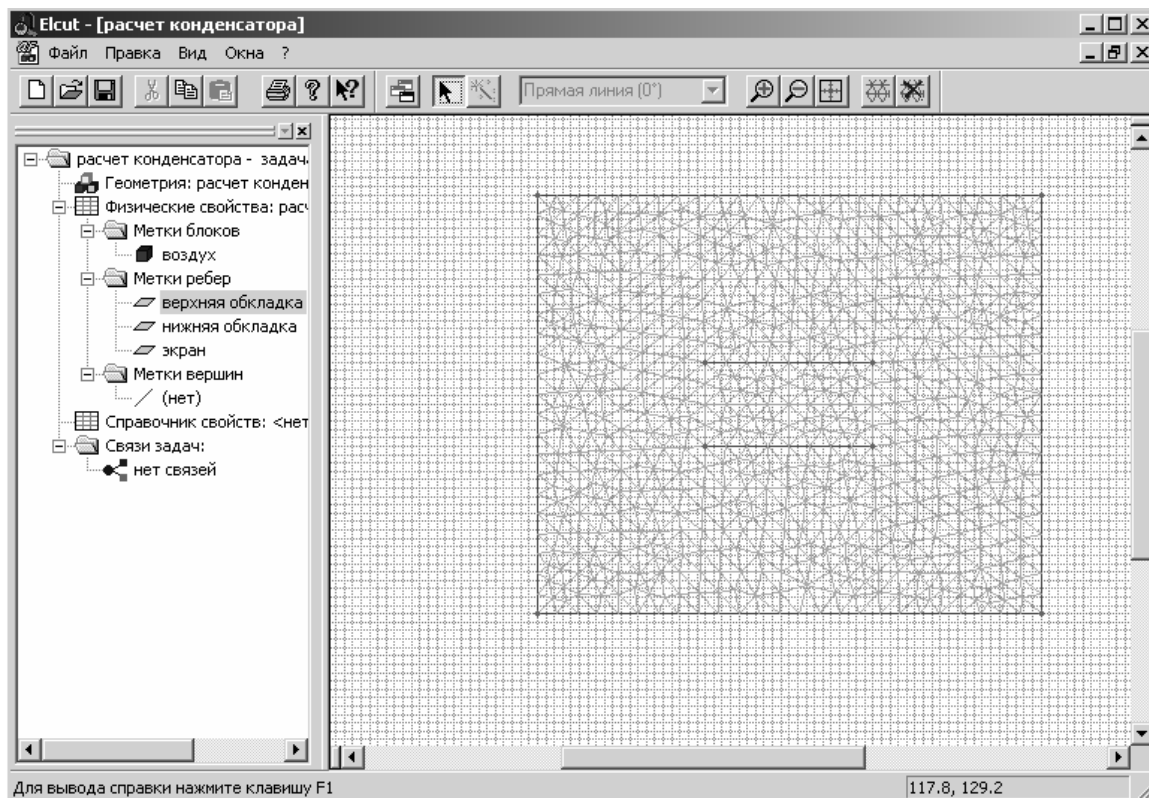 Elcut - [расчет конденсатора]
Файл Правка Вид Окна ?
Прямая линия (0°)
расчет конденсатора - задача
Геометрия: расчет конден
Физические свойства: рас
Метки блоков
воздух
Метки ребер
верхняя обкладка
нижняя обкладка
экран
Метки вершин
(нет)
Справочник свойств: <нет
Связи задач:
нет связей
Для вывода справки нажмите клавишу F1
117.8, 129.2